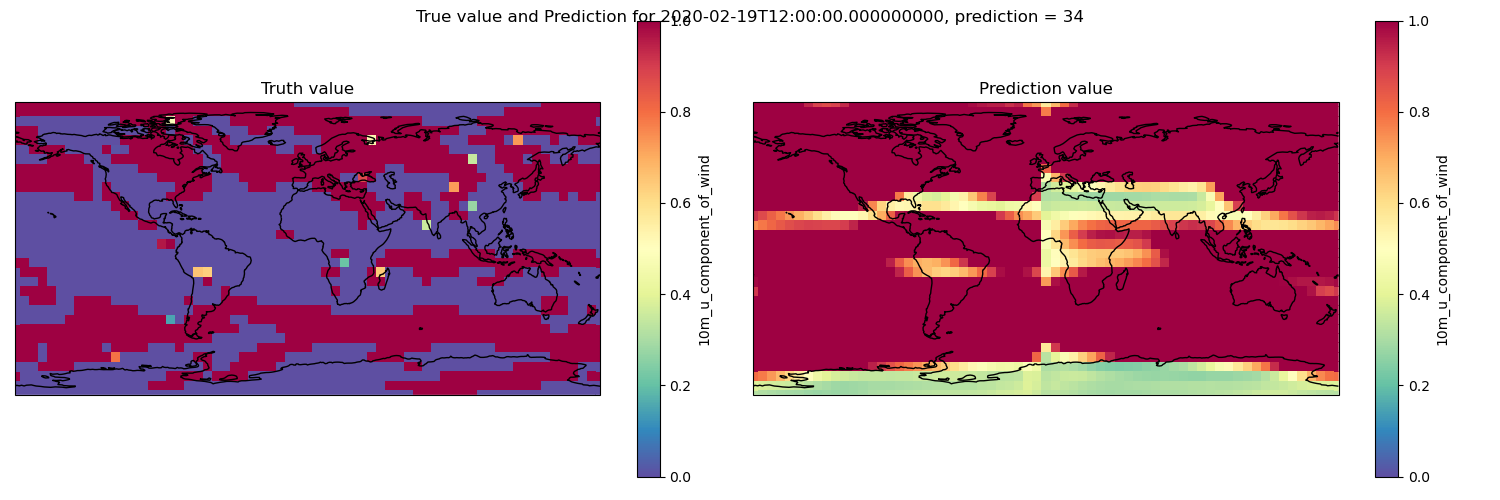 True value and Prediction for 2020-02-19T12:00:00.000000000, prediction = 34
Truth value
1.0
0.8
0.6
0.4
0.2
0.0
10m_u_component_of_wind
Prediction value
1.0
0.8
0.6
0.4
0.2
0.0
10m_u_component_of_wind